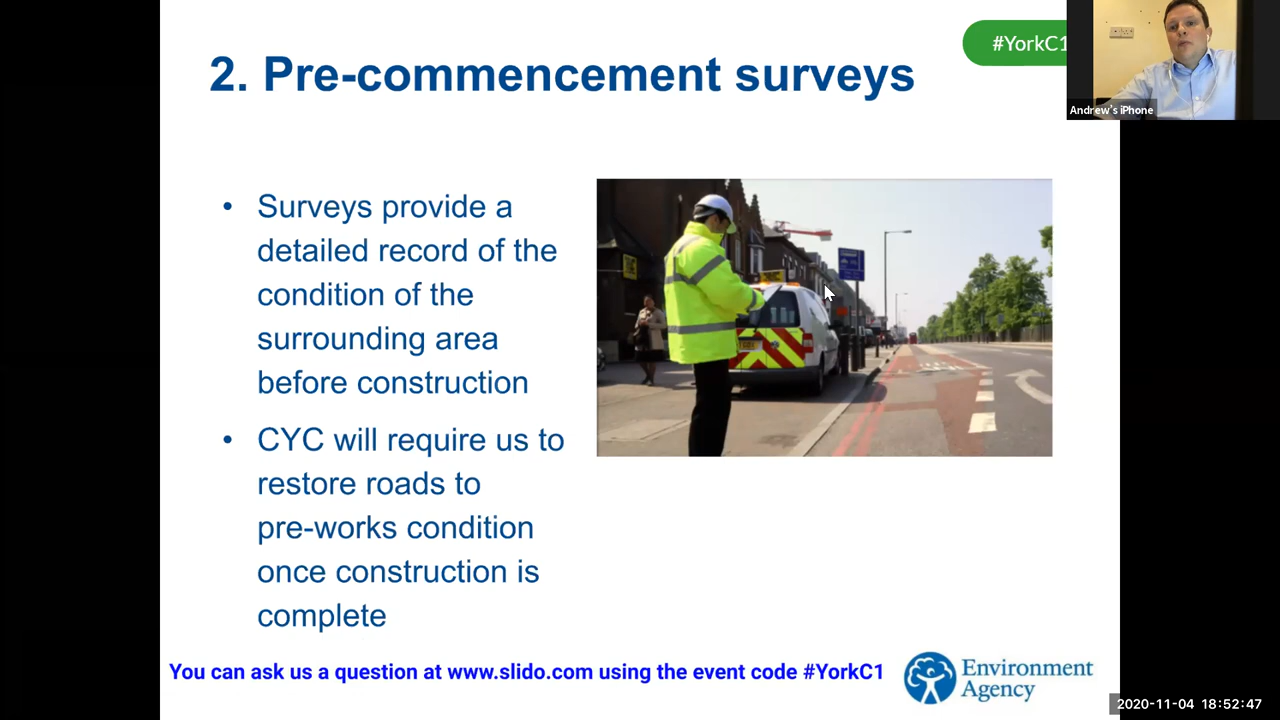 #YorkC1
2. Pre-commencement surveys
Andrew's iPhone
• Surveys provide a
detailed record of the
condition of the
surrounding area
before construction
• CYC will require us to
restore roads to
pre-works condition
once construction is
complete
You can ask us a question at www.slido.com using the event code #YorkC1
Environment
Agency
2020-11-04 18:52:47